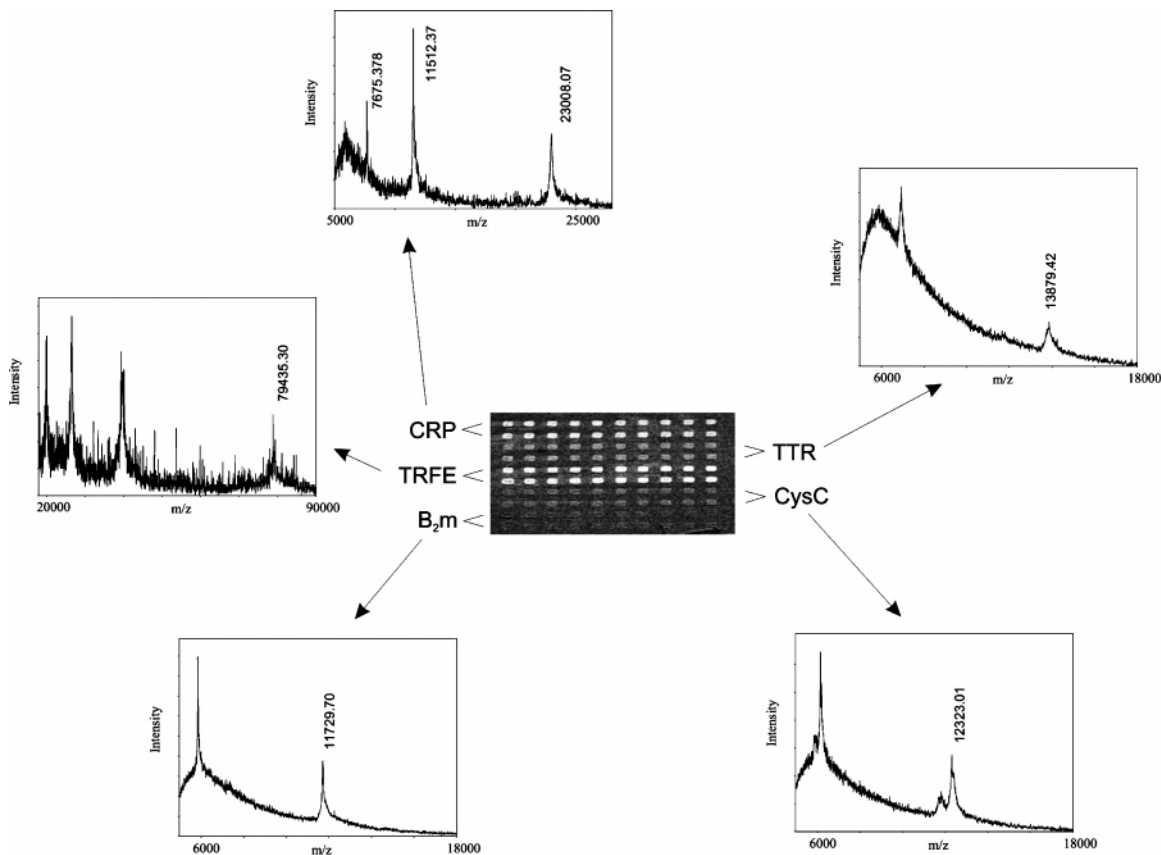 7675.378
11512.37
23008.07
Intensity
5000
m/z
25000
13879.42
Intensity
6000
m/z
18000
79435.30
Intensity
20000
m/z
90000
CRP
TRFE
B₂m
TTR
CysC
11729.70
Intensity
6000
m/z
18000
12323.01
Intensity
6000
m/z
18000